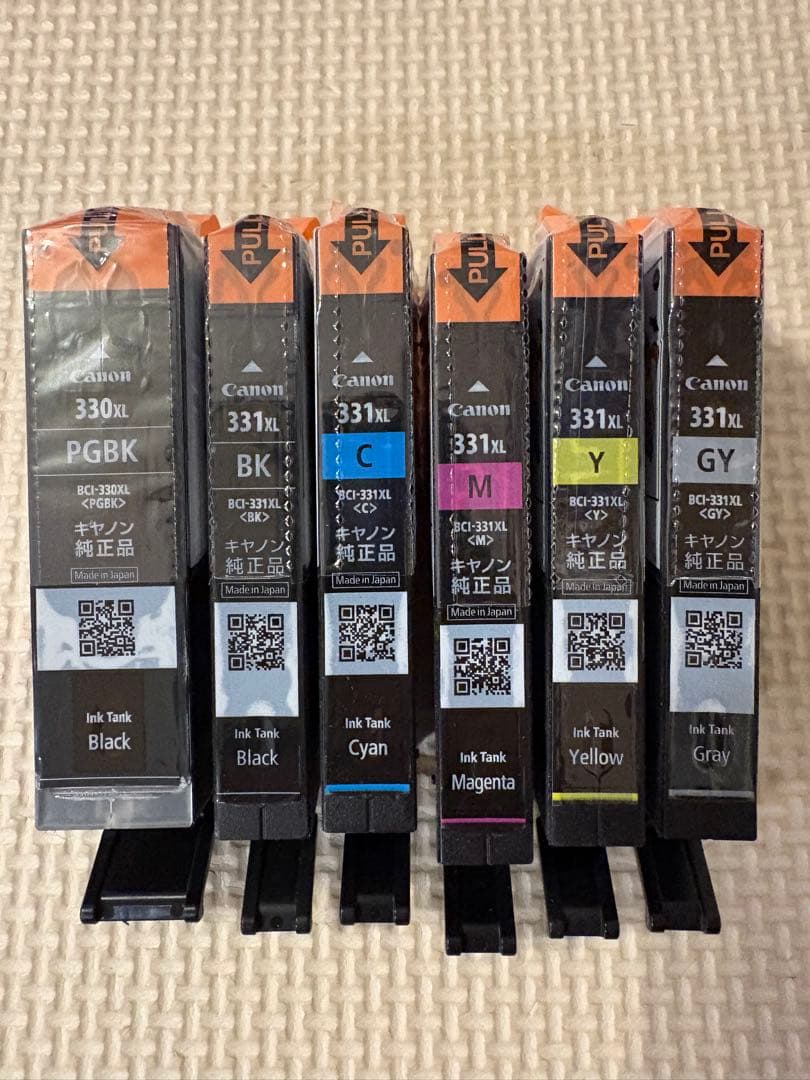 PULL
Canon
330XL
PGBK
BCI-330XL
<PGBK>
キヤノン
純正品
Made in Japan
Ink Tank
Black
PULL
Canon
331XL
BK
BCI-331XL
<BK>
キヤノン
純正品
Made in Japan
Ink Tank
Black
PULL
Canon
331XL
C
BCI-331XL
<C>
キヤノン
純正品
Made in Japan
Ink Tank
Cyan
PULL
Canon
331XL
M
BCI-331XL
<M>
キヤノン
純正品
Made in Japan
Ink Tank
Magenta
PULL
Canon
331XL
Y
BCI-331XL
<Y>
キヤノン
純正品
Made in Japan
Ink Tank
Yellow
PULL
Canon
331XL
GY
BCI-331XL
<GY>
キヤノン
純正品
Made in Japan
Ink Tank
Gray